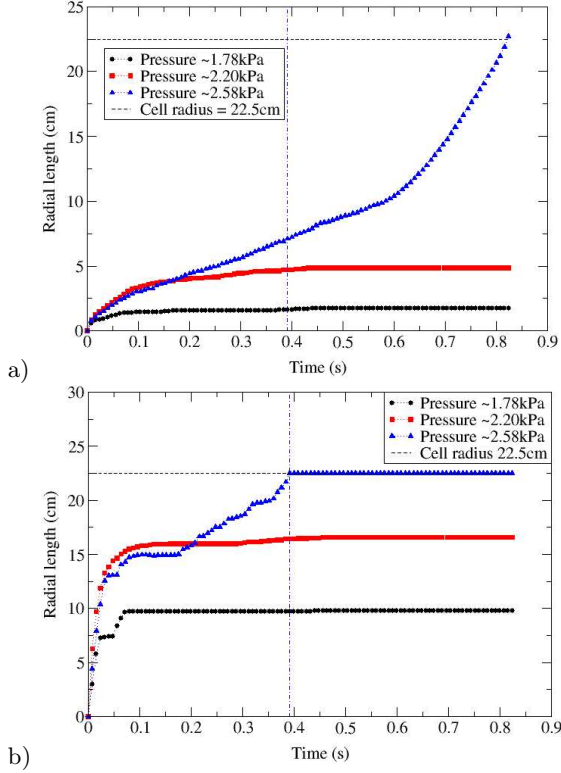 25
20
15
10
5
0
Radial length (cm)
Pressure ~1.78kPa
Pressure ~2.20kPa
Pressure ~2.58kPa
Cell radius = 22.5cm
0 0.1 0.2 0.3 0.4 0.5 0.6 0.7 0.8 0.9
Time (s)
a)
30
25
20
15
10
5
0
Radial length (cm)
Pressure ~1.78kPa
Pressure ~2.20kPa
Pressure ~2.58kPa
Cell radius 22.5cm
0 0.1 0.2 0.3 0.4 0.5 0.6 0.7 0.8 0.9
Time (s)
b)